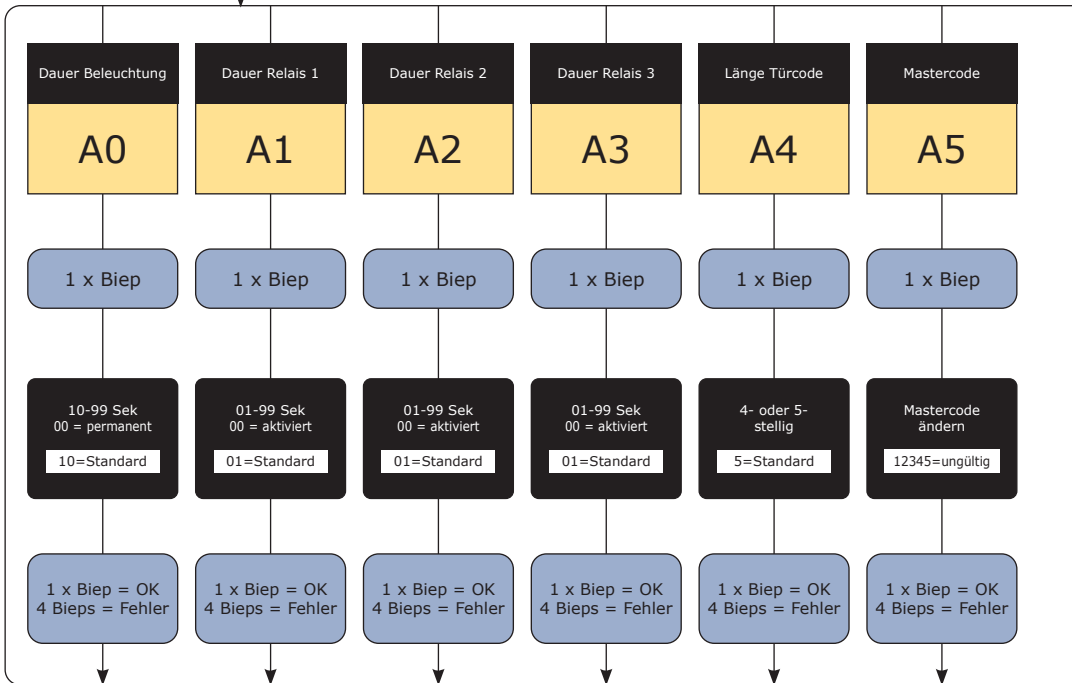 Dauer Beleuchtung
A0
1 x Biep
10-99 Sek
00 = permanent
10=Standard
1 x Biep = OK
4 Bieps = Fehler
Dauer Relais 1
A1
1 x Biep
01-99 Sek
00 = aktiviert
01=Standard
1 x Biep = OK
4 Bieps = Fehler
Dauer Relais 2
A2
1 x Biep
01-99 Sek
00 = aktiviert
01=Standard
1 x Biep = OK
4 Bieps = Fehler
Dauer Relais 3
A3
1 x Biep
01-99 Sek
00 = aktiviert
01=Standard
1 x Biep = OK
4 Bieps = Fehler
Länge Türcode
A4
1 x Biep
4- oder 5-
stellig
5=Standard
1 x Biep = OK
4 Bieps = Fehler
Mastercode
A5
1 x Biep
Mastercode
ändern
12345=ungültig
1 x Biep = OK
4 Bieps = Fehler